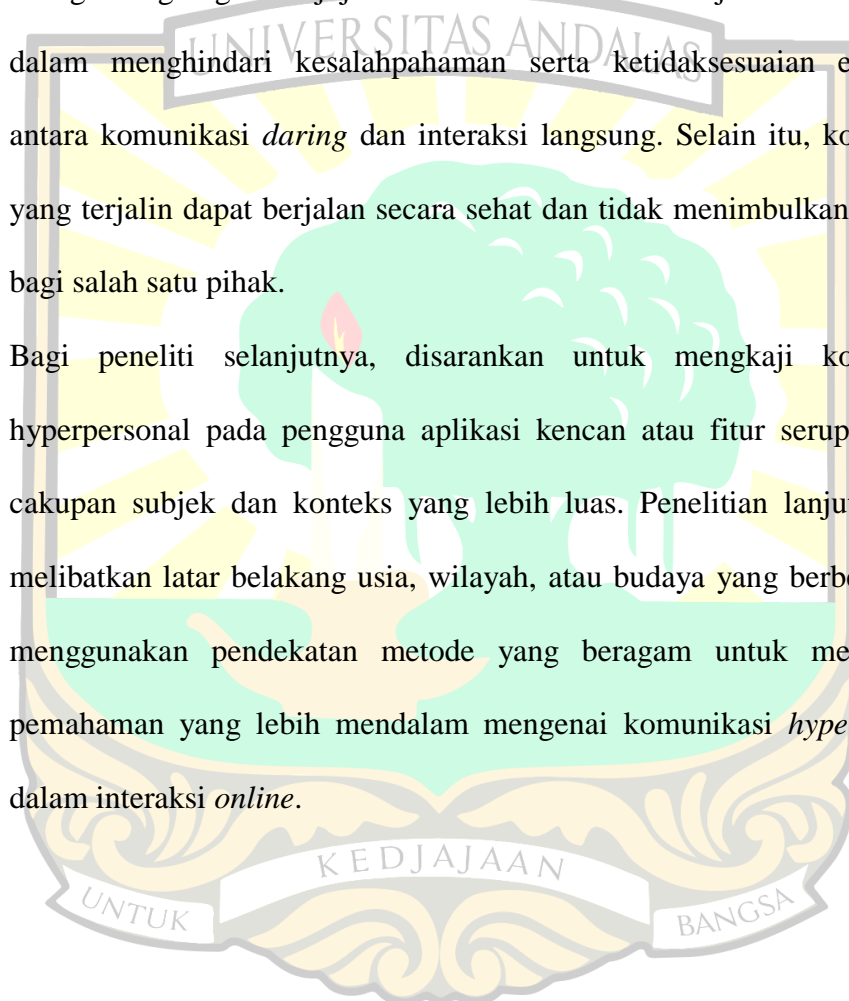 UNIVERSITAS ANDALAS
dalam menghindari kesalahpahaman serta ketidaksesuaian
antara komunikasi daring dan interaksi langsung. Selain itu,
yang terjalin dapat berjalan secara sehat dan tidak menimbulkan
bagi salah satu pihak.
Bagi peneliti selanjutnya, disarankan untuk mengkaji
hyperpersonal pada pengguna aplikasi kencan atau fitur
cakupan subjek dan konteks yang lebih luas. Penelitian
melibatkan latar belakang usia, wilayah, atau budaya yang
menggunakan pendekatan metode yang beragam untuk
pemahaman yang lebih mendalam mengenai komunikasi
dalam interaksi online.
KEDJAJAAN
UNTUK
BANGSA